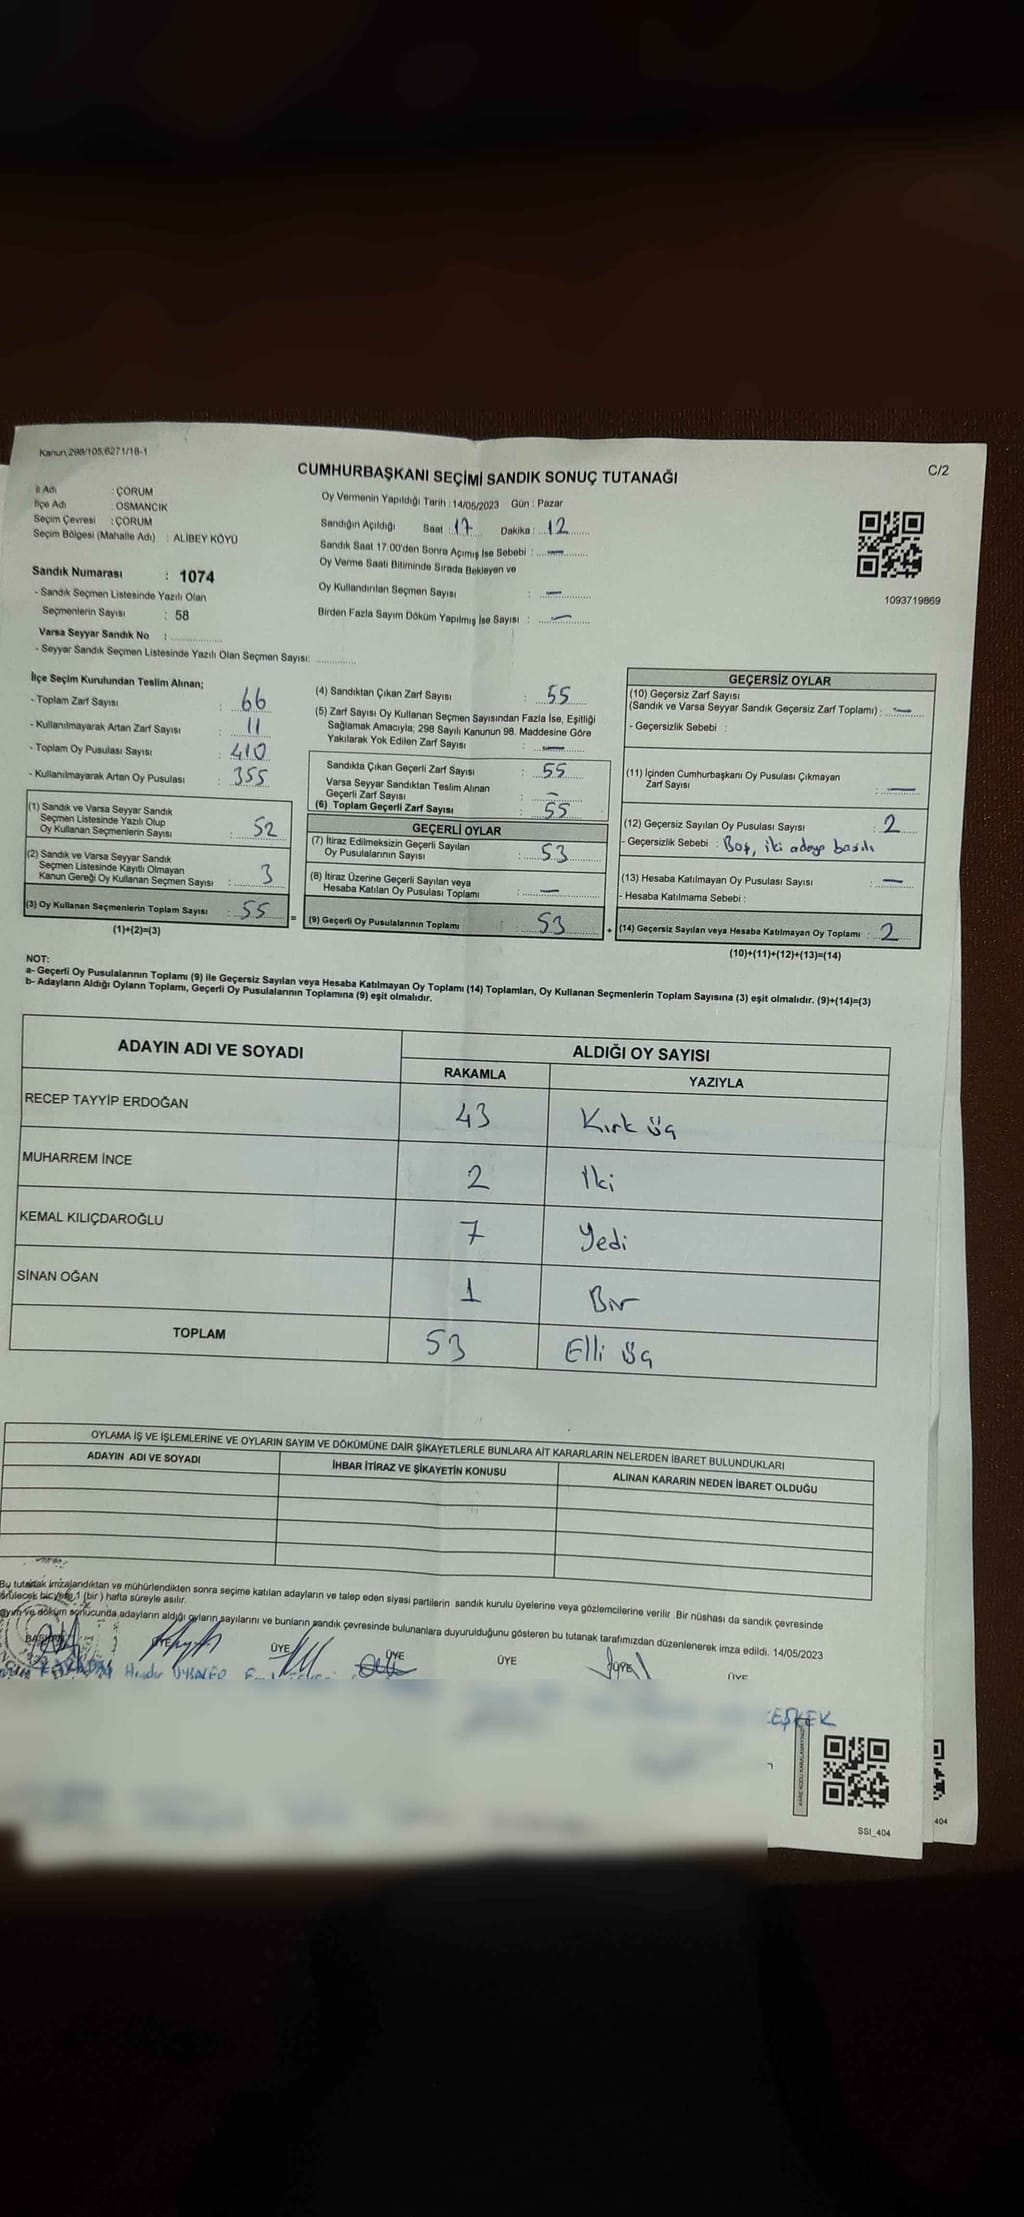 Kanun,298/105,6271/18-1
C/2
CUMHURBAŞKANI SEÇİMİ SANDIK SONUÇ TUTANAĞI
İl Adı : ÇORUM
İlçe Adı : OSMANCIK
Seçim Çevresi : ÇORUM
Seçim Bölgesi (Mahalle Adı) : ALİBEY KÖYÜ
Sandık Numarası : 1074
- Sandık Seçmen Listesinde Yazılı Olan
Seçmenlerin Sayısı : 58
Varsa Seyyar Sandık No :
- Seyyar Sandık Seçmen Listesinde Yazılı Olan Seçmen Sayısı:
Oy Vermenin Yapıldığı Tarih : 14/05/2023 Gün : Pazar
Sandığın Açıldığı Saat : 17 Dakika : 12
Sandık Saat 17:00'den Sonra Açımış İse Sebebi : —
Oy Verme Saati Bitiminde Sırada Bekleyen ve
Oy Kullandırılan Seçmen Sayısı : —
Birden Fazla Sayım Döküm Yapılmış İse Sayısı : —
1093719869
İlçe Seçim Kurulundan Teslim Alınan;
- Toplam Zarf Sayısı : 66
- Kullanılmayarak Artan Zarf Sayısı : 11
- Toplam Oy Pusulası Sayısı : 410
- Kullanılmayarak Artan Oy Pusulası : 355
(1) Sandık ve Varsa Seyyar Sandık
Seçmen Listesinde Yazılı Olup
Oy Kullanan Seçmenlerin Sayısı : 52
(2) Sandık ve Varsa Seyyar Sandık
Seçmen Listesinde Kayıtlı Olmayan
Kanun Gereği Oy Kullanan Seçmen Sayısı : 3
(3) Oy Kullanan Seçmenlerin Toplam Sayısı : 55
(1)+(2)=(3)
(4) Sandıktan Çıkan Zarf Sayısı : 55
(5) Zarf Sayısı Oy Kullanan Seçmen Sayısından Fazla İse, Eşitliği
Sağlamak Amacıyla; 298 Sayılı Kanunun 98. Maddesine Göre
Yakılarak Yok Edilen Zarf Sayısı : —
Sandıkta Çıkan Geçerli Zarf Sayısı : 55
Varsa Seyyar Sandıktan Teslim Alınan
Geçerli Zarf Sayısı : —
(6) Toplam Geçerli Zarf Sayısı : 55
GEÇERLİ OYLAR
(7) İtiraz Edilmeksizin Geçerli Sayılan
Oy Pusulalarının Sayısı : 53
(8) İtiraz Üzerine Geçerli Sayılan veya
Hesaba Katılan Oy Pusulası Toplamı : —
= (9) Geçerli Oy Pusulalarının Toplamı : 53
GEÇERSİZ OYLAR
(10) Geçersiz Zarf Sayısı
(Sandık ve Varsa Seyyar Sandık Geçersiz Zarf Toplamı) : —
- Geçersizlik Sebebi :
(11) İçinden Cumhurbaşkanı Oy Pusulası Çıkmayan
Zarf Sayısı : —
(12) Geçersiz Sayılan Oy Pusulası Sayısı : 2
- Geçersizlik Sebebi : Boş, iki adaya basılı
(13) Hesaba Katılmayan Oy Pusulası Sayısı : —
- Hesaba Katılmama Sebebi :
+ (14) Geçersiz Sayılan veya Hesaba Katılmayan Oy Toplamı : 2
(10)+(11)+(12)+(13)=(14)
NOT:
a- Geçerli Oy Pusulalarının Toplamı (9) ile Geçersiz Sayılan veya Hesaba Katılmayan Oy Toplamı (14) Toplamları, Oy Kullanan Seçmenlerin Toplam Sayısına (3) eşit olmalıdır. (9)+(14)=(3)
b- Adayların Aldığı Oyların Toplamı, Geçerli Oy Pusulalarının Toplamına (9) eşit olmalıdır.
ADAYIN ADI VE SOYADI ALDIĞI OY SAYISI
RAKAMLA YAZIYLA
RECEP TAYYİP ERDOĞAN 43 Kırk üç
MUHARREM İNCE 2 İki
KEMAL KILIÇDAROĞLU 7 Yedi
SİNAN OĞAN 1 Bir
TOPLAM 53 Elli üç
OYLAMA İŞ VE İŞLEMLERİNE VE OYLARIN SAYIM VE DÖKÜMÜNE DAİR ŞİKAYETLERLE BUNLARA AİT KARARLARIN NELERDEN İBARET BULUNDUKLARI
ADAYIN ADI VE SOYADI İHBAR İTİRAZ VE ŞİKAYETİN KONUSU ALINAN KARARIN NEDEN İBARET OLDUĞU
Bu tutanak imzalandıktan ve mühürlendikten sonra seçime katılan adayların ve talep eden siyasi partilerin sandık kurulu üyelerine veya gözlemcilerine verilir. Bir nüshası da sandık çevresinde
görülecek bir yere 1 (bir) hafta süreyle asılır.
Sayım ve döküm sonucunda adayların aldığı oyların sayılarını ve bunların sandık çevresinde bulunanlara duyurulduğunu gösteren bu tutanak tarafımızdan düzenlenerek imza edildi. 14/05/2023
BAŞKAN ÜYE ÜYE ÜYE ÜYE ÜYE ÜYE
SSI_404
404